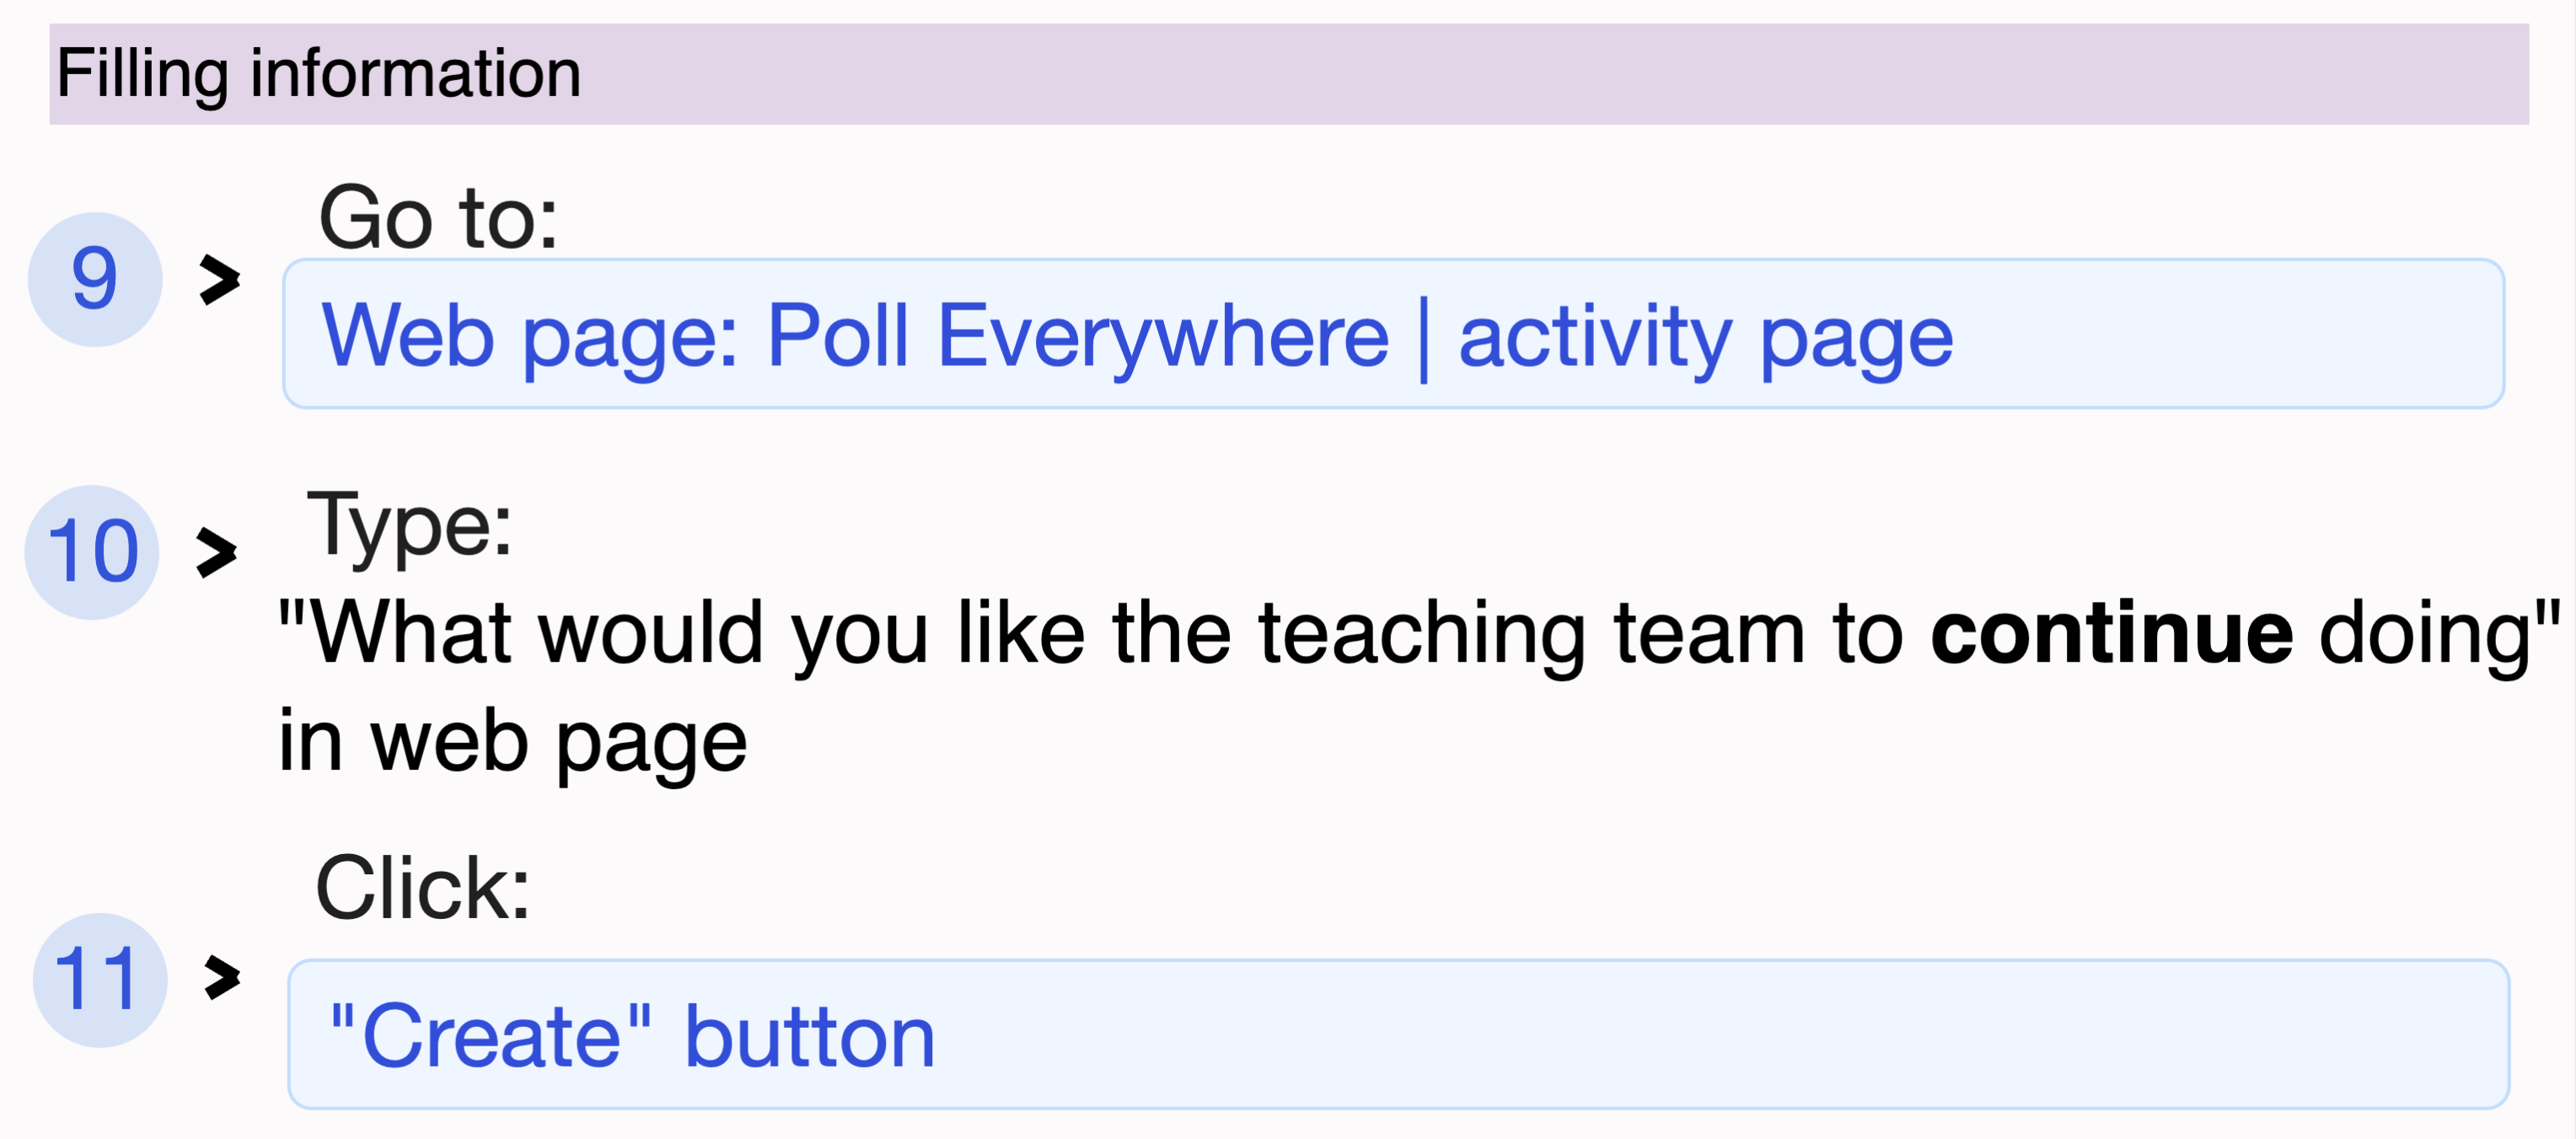 Filling information
Go to:
9 >
Web page: Poll Everywhere | activity page
Type:
10 >
"What would you like the teaching team to continue doing"
in web page
Click:
11 >
"Create" button